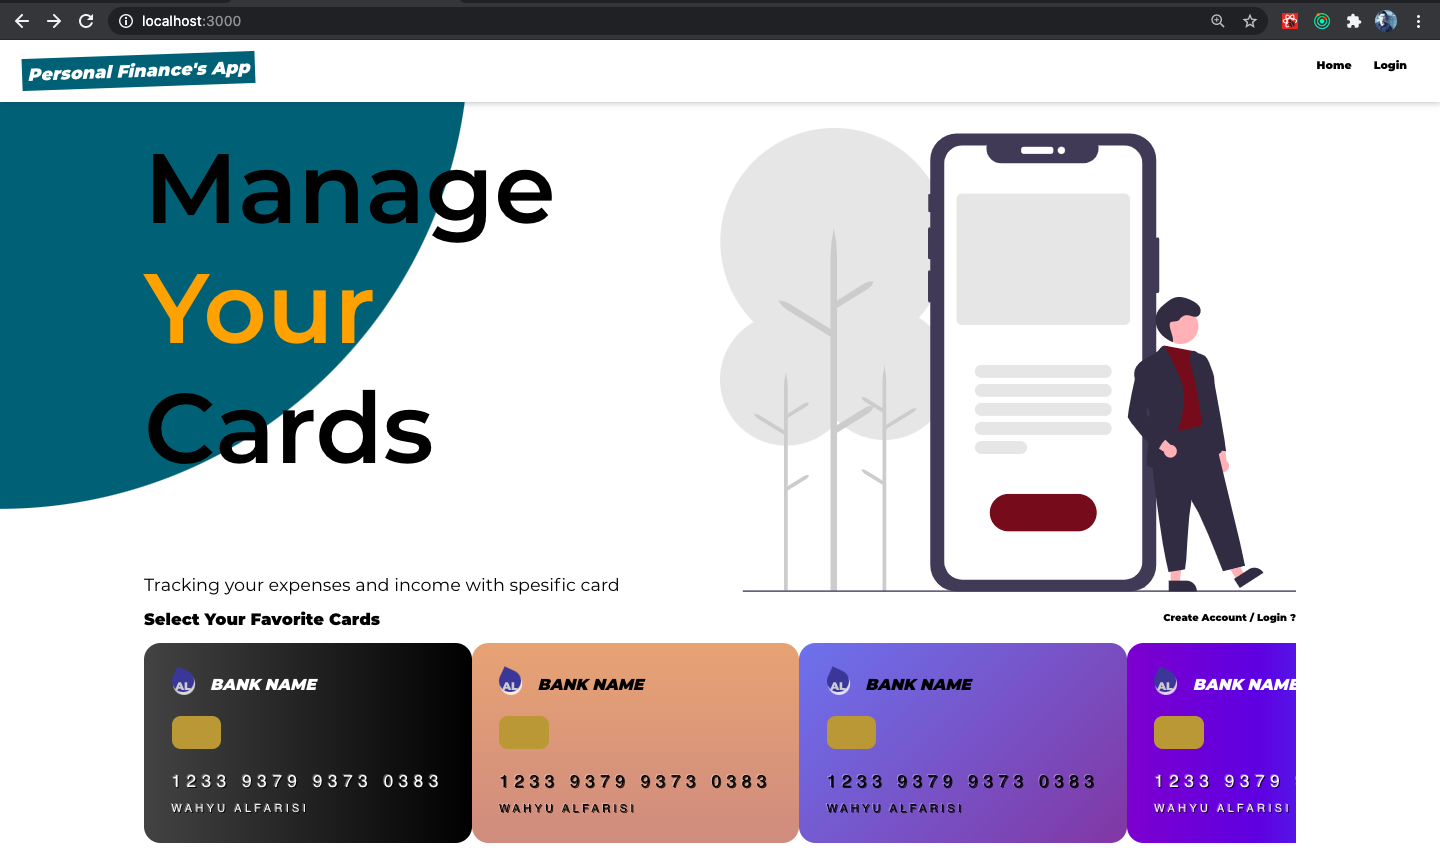 localhost:3000
Personal Finance's App
Home Login
Manage
Your
Cards
Tracking your expenses and income with spesific card
Select Your Favorite Cards
Create Account / Login ?
AL BANK NAME
1233 9379 9373 0383
WAHYU ALFARISI
AL BANK NAME
1233 9379 9373 0383
WAHYU ALFARISI
AL BANK NAME
1233 9379 9373 0383
WAHYU ALFARISI
AL BANK NAME
1233 9379
WAHYU ALFARISI